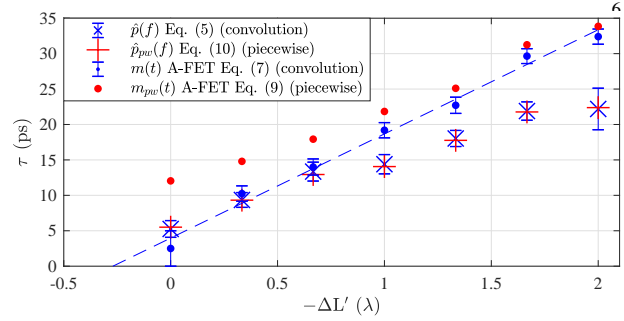 6
35
30
25
20
15
10
5
0
τ (ps)
p̂(f) Eq. (5) (convolution)
p̂pw(f) Eq. (10) (piecewise)
m(t) A-FET Eq. (7) (convolution)
mpw(t) A-FET Eq. (9) (piecewise)
-0.5 0 0.5 1 1.5 2
−ΔL′ (λ)